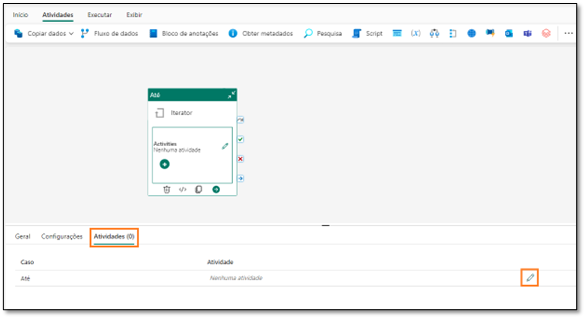 Início Atividades Executar Exibir
Copiar dados Fluxo de dados Bloco de anotações Obter metadados Pesquisa Script (x) ...
Até
Iterator
Activities
Nenhuma atividade
</>
Geral Configurações Atividades (0)
Caso Atividade
Até Nenhuma atividade